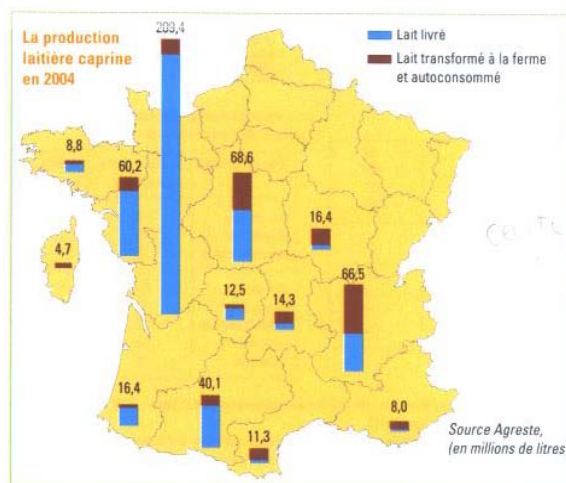 La production
laitière caprine
en 2004
209,4
Lait livré
Lait transformé à la ferme
et autoconsommé
8,8
60,2
68,6
16,4
4,7
66,5
12,5
14,3
16,4
40,1
8,0
11,3
Source Agreste,
(en millions de litres